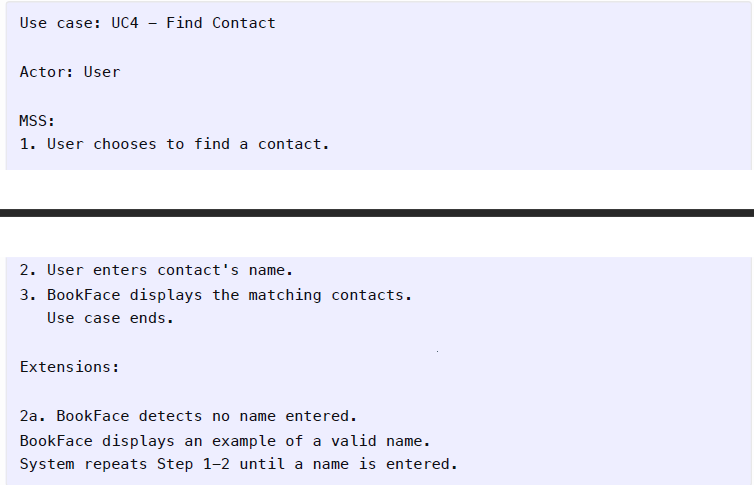 Use case: UC4 – Find Contact
Actor: User
MSS:
1. User chooses to find a contact.
2. User enters contact's name.
3. BookFace displays the matching contacts.
Use case ends.
Extensions:
2a. BookFace detects no name entered.
BookFace displays an example of a valid name.
System repeats Step 1–2 until a name is entered.